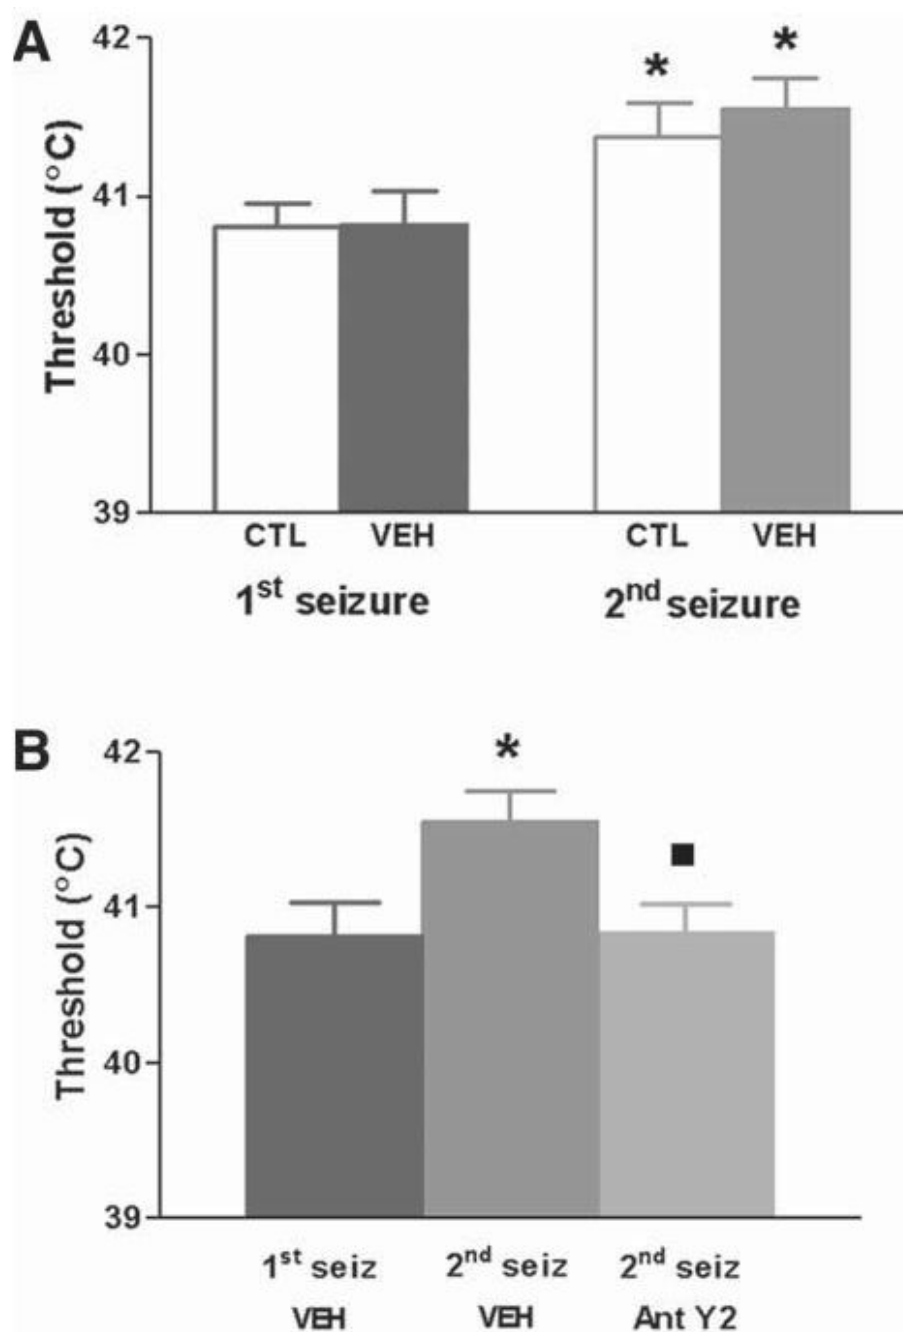 A
42
*
*
41
Threshold (°C)
40
39
CTL VEH CTL VEH
1st seizure 2nd seizure
B
42
*
41
Threshold (°C)
40
39
1st seiz 2nd seiz 2nd seiz
VEH VEH Ant Y2